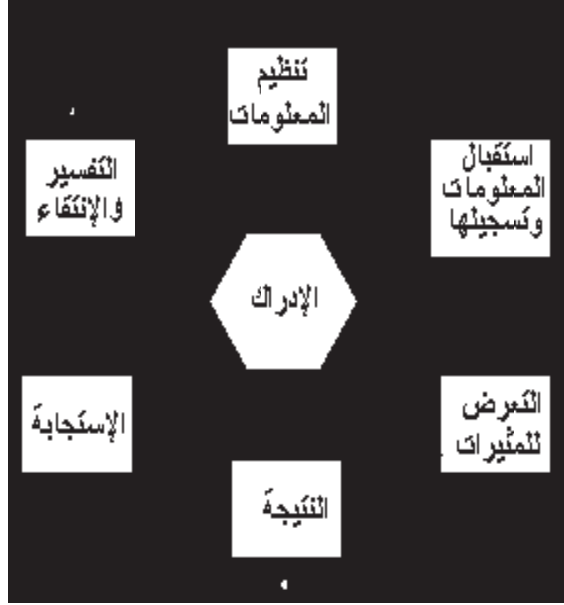 تنظيم
المعلومات
استقبال
المعلومات
وتسجيلها
التفسير
والإنتقاء
الإدراك
التعرض
للمثيرات
الإستجابة
النتيجة